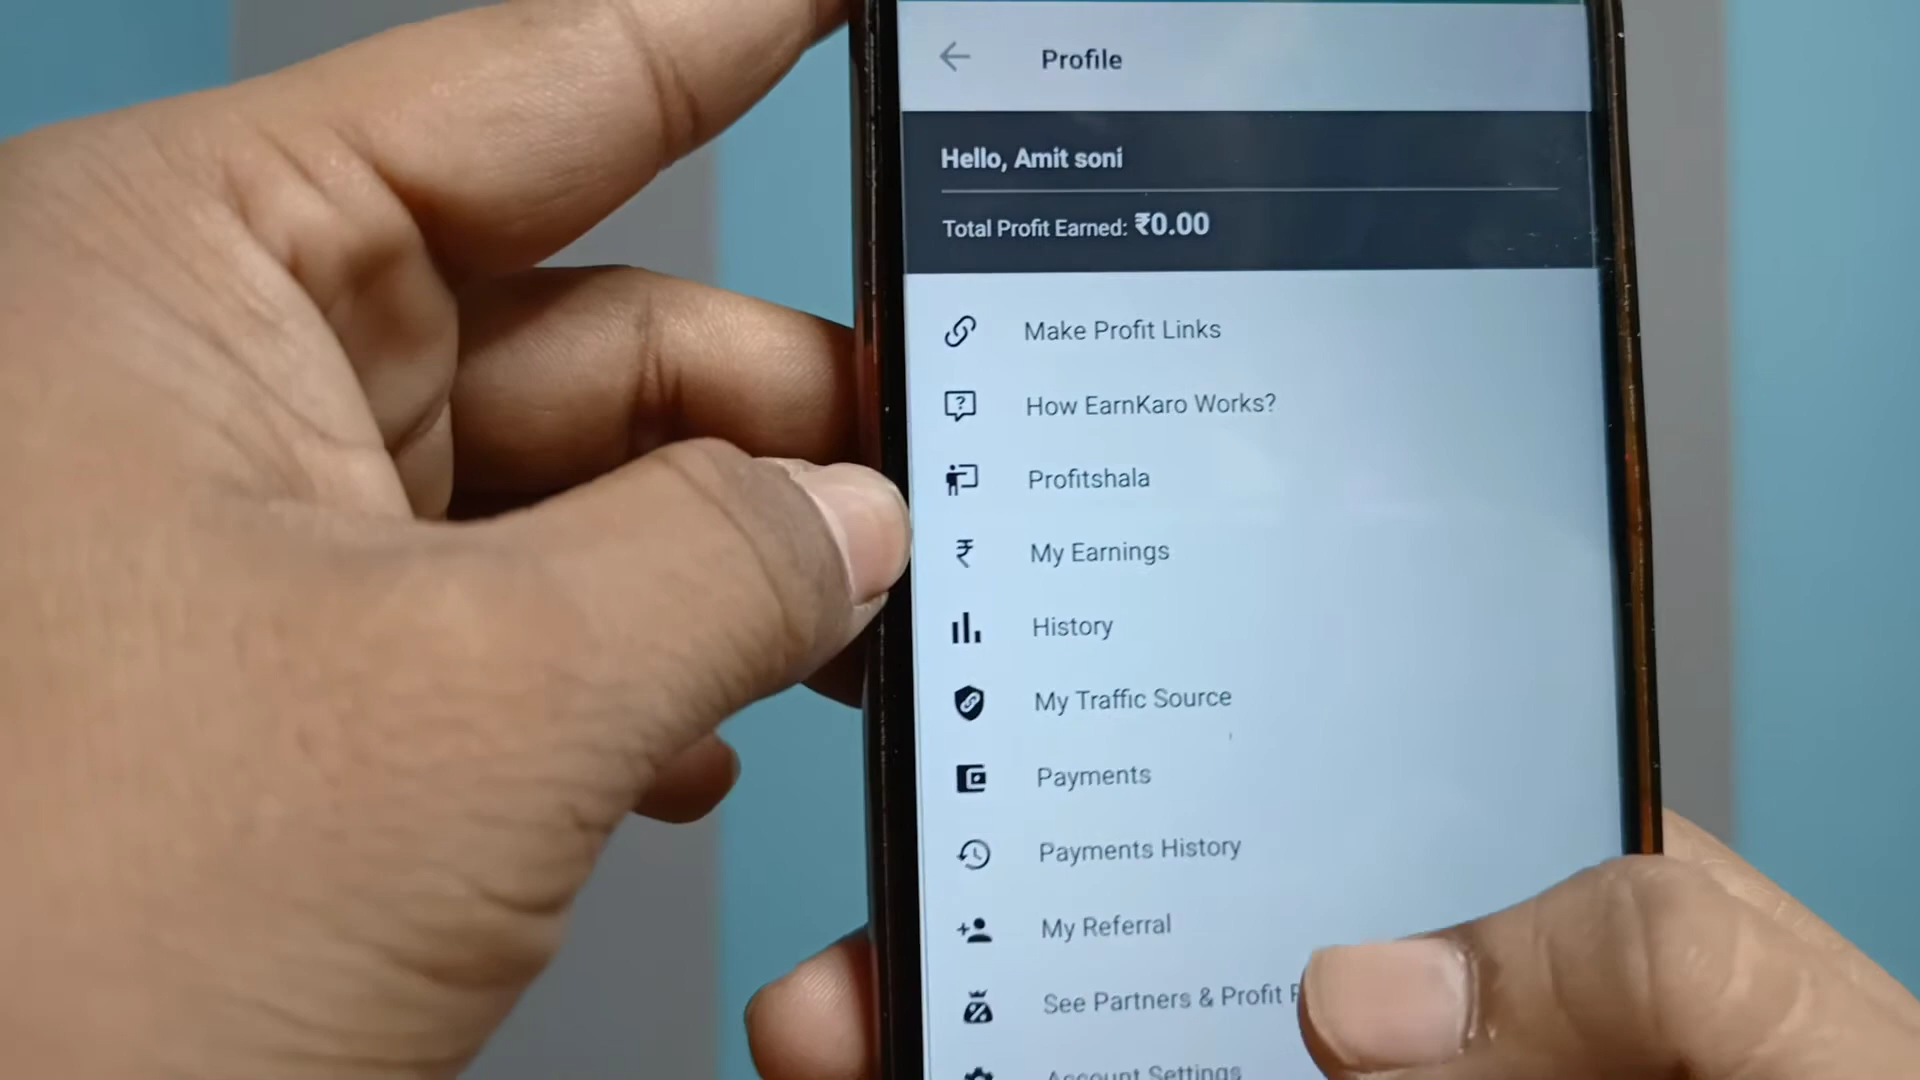 Profile
Hello, Amit soni
Total Profit Earned: ₹0.00
Make Profit Links
How EarnKaro Works?
Profitshala
My Earnings
History
My Traffic Source
Payments
Payments History
My Referral
See Partners & Profit
Account Settings